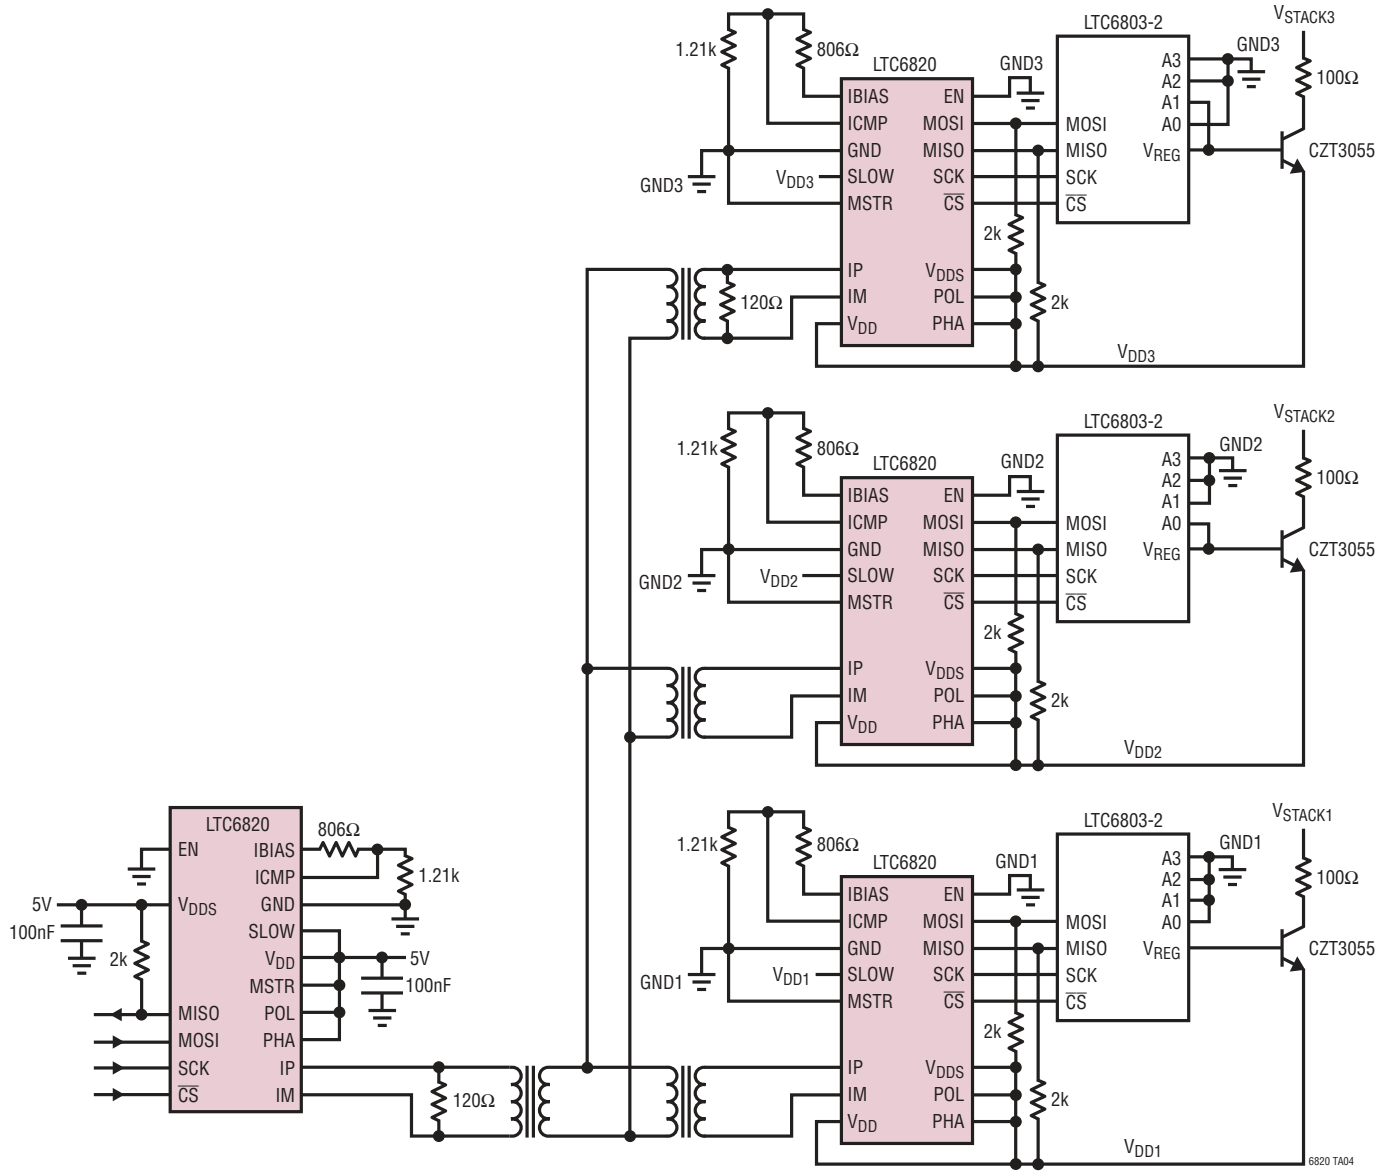 VSTACK3
LTC6803-2
GND3
1.21k
806Ω
LTC6820
GND3
A3
A2
A1
A0
VREG
100Ω
CZT3055
IBIAS
ICMP
GND
SLOW
MSTR
IP
IM
VDD
EN
MOSI
MISO
SCK
CS
VDDS
POL
PHA
MOSI
MISO
SCK
CS
GND3
VDD3
2k
2k
120Ω
VDD3
VSTACK2
LTC6803-2
GND2
1.21k
806Ω
LTC6820
GND2
A3
A2
A1
A0
VREG
100Ω
CZT3055
IBIAS
ICMP
GND
SLOW
MSTR
IP
IM
VDD
EN
MOSI
MISO
SCK
CS
VDDS
POL
PHA
MOSI
MISO
SCK
CS
GND2
VDD2
2k
2k
VDD2
VSTACK1
LTC6803-2
GND1
1.21k
806Ω
LTC6820
GND1
A3
A2
A1
A0
VREG
100Ω
CZT3055
IBIAS
ICMP
GND
SLOW
MSTR
IP
IM
VDD
EN
MOSI
MISO
SCK
CS
VDDS
POL
PHA
MOSI
MISO
SCK
CS
GND1
VDD1
2k
2k
VDD1
LTC6820
EN
VDDS
MISO
MOSI
SCK
CS
IBIAS
ICMP
GND
SLOW
VDD
MSTR
POL
PHA
IP
IM
806Ω
1.21k
5V
100nF
2k
5V
100nF
120Ω
6820 TA04